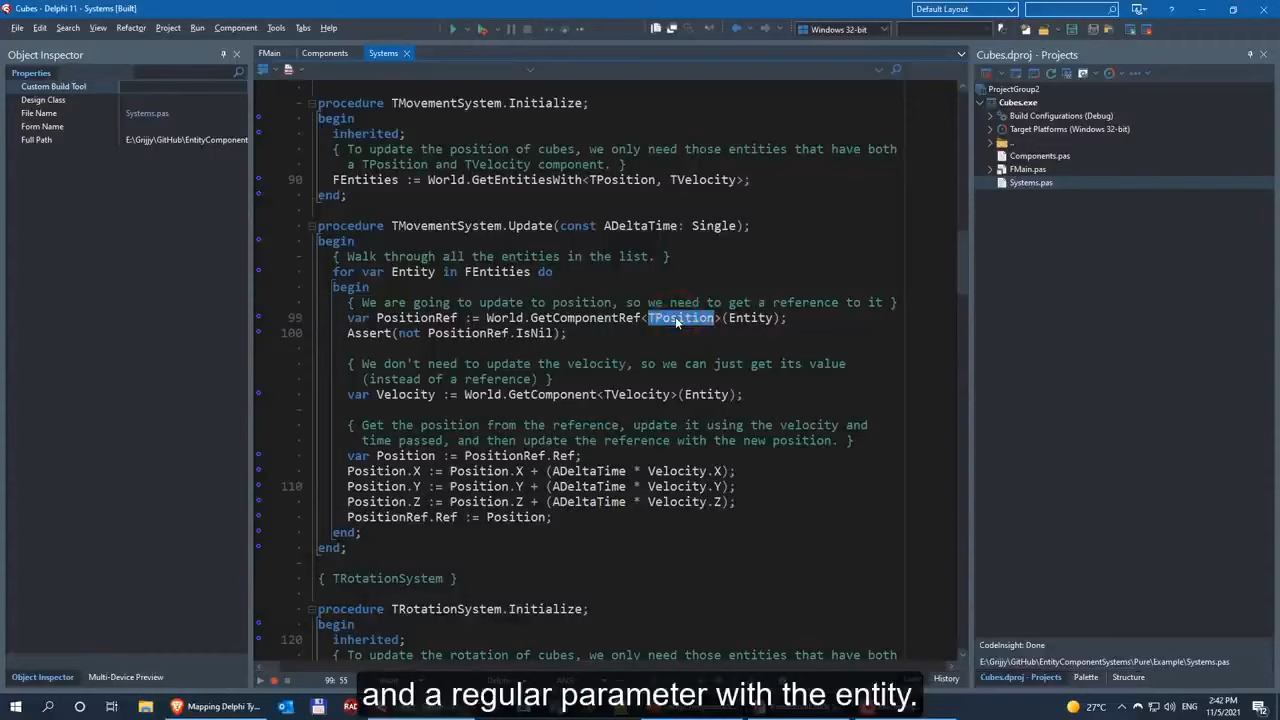 Cubes - Delphi 11 - Systems [Built]
Default Layout
File Edit Search View Refactor Project Run Component Tools Tabs Help
Windows 32-bit
Object Inspector
Properties
Custom Build Tool
Design Class
File Name Systems.pas
Form Name
Full Path E:\Grijjy\GitHub\EntityComponent
FMain Components Systems
procedure TMovementSystem.Initialize;
begin
inherited;
{ To update the position of cubes, we only need those entities that have both
a TPosition and TVelocity component. }
90 FEntities := World.GetEntitiesWith<TPosition, TVelocity>;
end;
procedure TMovementSystem.Update(const ADeltaTime: Single);
begin
{ Walk through all the entities in the list. }
for var Entity in FEntities do
begin
{ We are going to update to position, so we need to get a reference to it }
99 var PositionRef := World.GetComponentRef<TPosition>(Entity);
100 Assert(not PositionRef.IsNil);
{ We don't need to update the velocity, so we can just get its value
(instead of a reference) }
var Velocity := World.GetComponent<TVelocity>(Entity);
{ Get the position from the reference, update it using the velocity and
time passed, and then update the reference with the new position. }
var Position := PositionRef.Ref;
Position.X := Position.X + (ADeltaTime * Velocity.X);
110 Position.Y := Position.Y + (ADeltaTime * Velocity.Y);
Position.Z := Position.Z + (ADeltaTime * Velocity.Z);
PositionRef.Ref := Position;
end;
end;
{ TRotationSystem }
procedure TRotationSystem.Initialize;
begin
120 inherited;
{ To update the rotation of cubes, we only need those entities that have both
99: 55
History
Object Inspector Multi-Device Preview
Cubes.dproj - Projects
ProjectGroup2
Cubes.exe
Build Configurations (Debug)
Target Platforms (Windows 32-bit)
..
Components.pas
FMain.pas
Systems.pas
CodeInsight: Done
E:\Grijjy\GitHub\EntityComponentSystems\Pure\Example\Systems.pas
Cubes.dproj - Projects Palette Structure
and a regular parameter with the entity.
Mapping Delphi Ty...
27°C
2:42 PM
11/5/2021